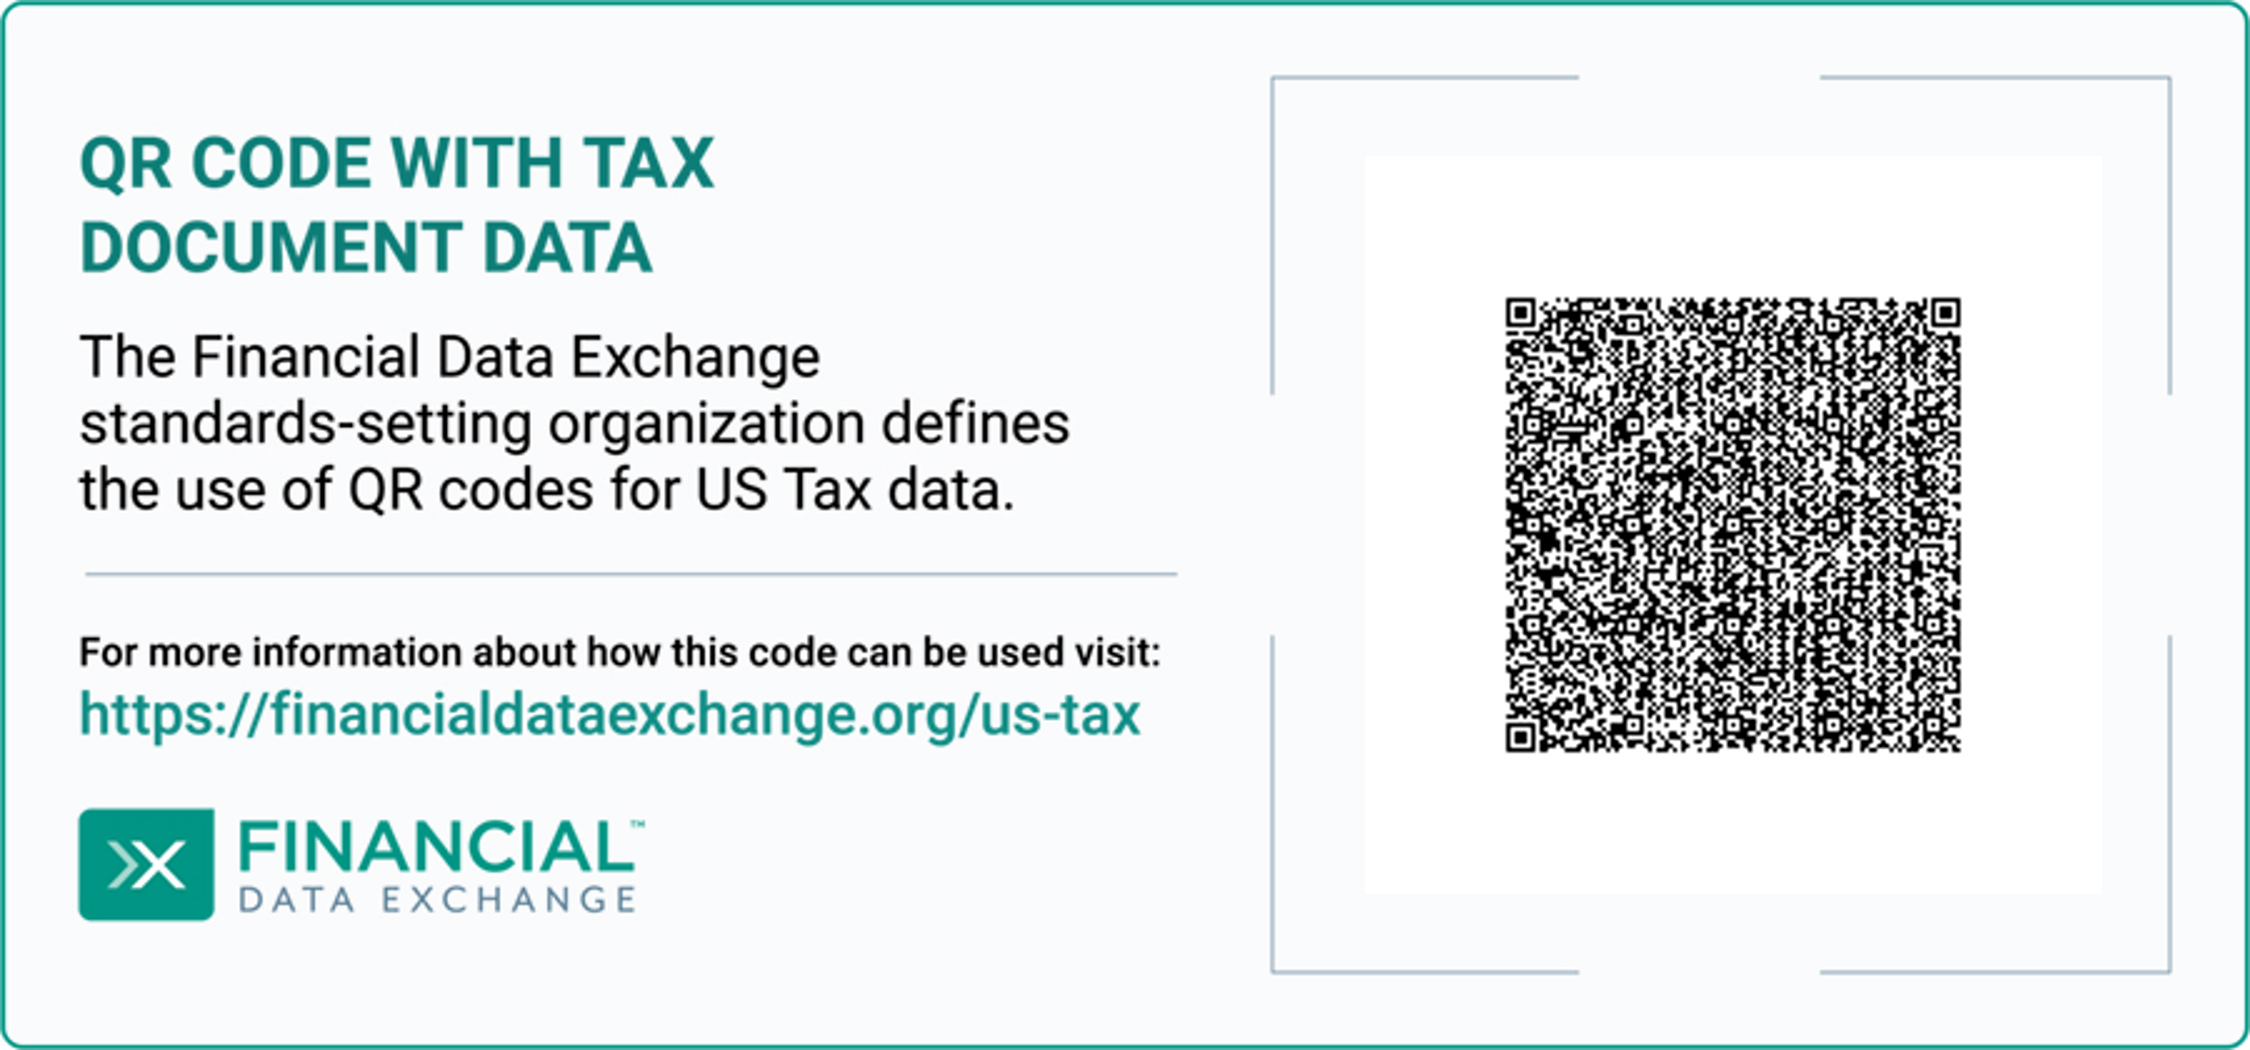 QR CODE WITH TAX
DOCUMENT DATA
The Financial Data Exchange
standards-setting organization defines
the use of QR codes for US Tax data.
For more information about how this code can be used visit:
https://financialdataexchange.org/us-tax
FINANCIAL™
DATA EXCHANGE